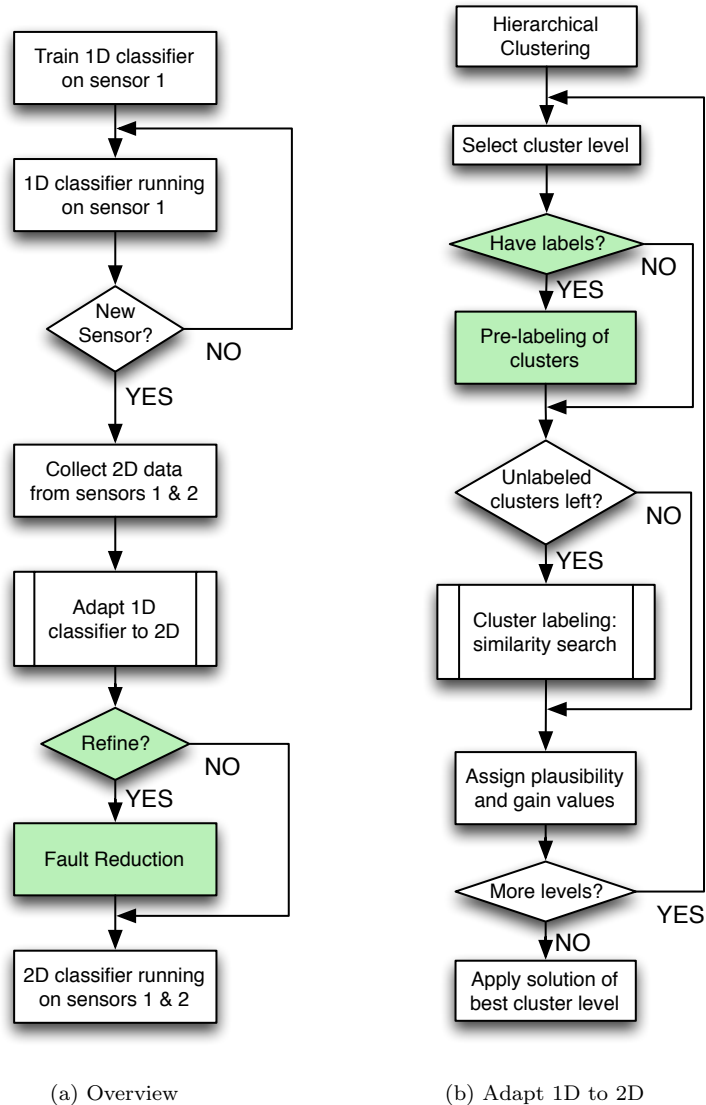 Train 1D classifier
on sensor 1
1D classifier running
on sensor 1
New
Sensor?
NO
YES
Collect 2D data
from sensors 1 & 2
Adapt 1D
classifier to 2D
Refine?
NO
YES
Fault Reduction
2D classifier running
on sensors 1 & 2
(a) Overview
Hierarchical
Clustering
Select cluster level
Have labels?
NO
YES
Pre-labeling of
clusters
Unlabeled
clusters left?
NO
YES
Cluster labeling:
similarity search
Assign plausibility
and gain values
More levels?
YES
NO
Apply solution of
best cluster level
(b) Adapt 1D to 2D